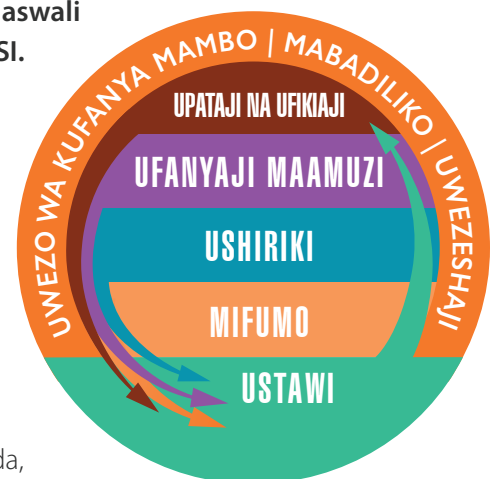 aswali
SI.
UWEZO WA KUFANYA MAMBO | MABADILIKO | UWEZESHAJI
UPATAJI NA UFIKIAJI
UFANYAJI MAAMUZI
USHIRIKI
MIFUMO
USTAWI
da,